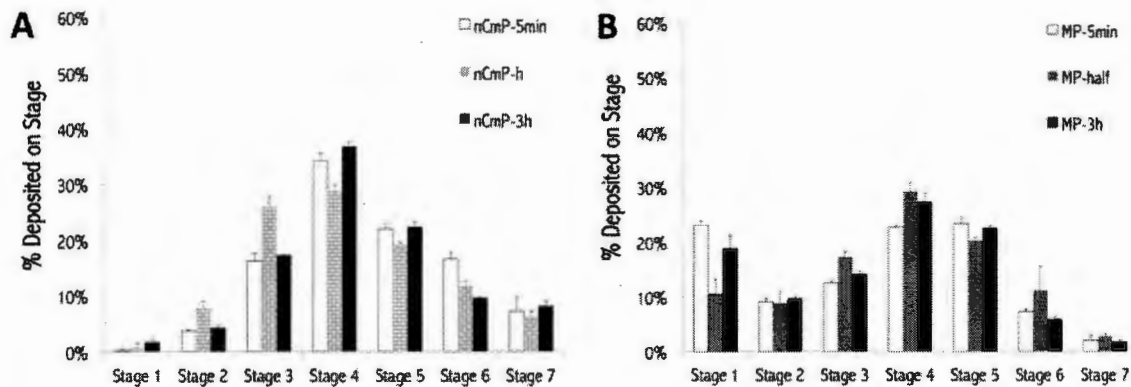 A
% Deposited on Stage
60%
50%
40%
30%
20%
10%
0%
nCmP-5min
nCmP-h
nCmP-3h
Stage 1 Stage 2 Stage 3 Stage 4 Stage 5 Stage 6 Stage 7
B
% Deposited on Stage
60%
50%
40%
30%
20%
10%
0%
MP-5min
MP-half
MP-3h
Stage 1 Stage 2 Stage 3 Stage 4 Stage 5 Stage 6 Stage 7